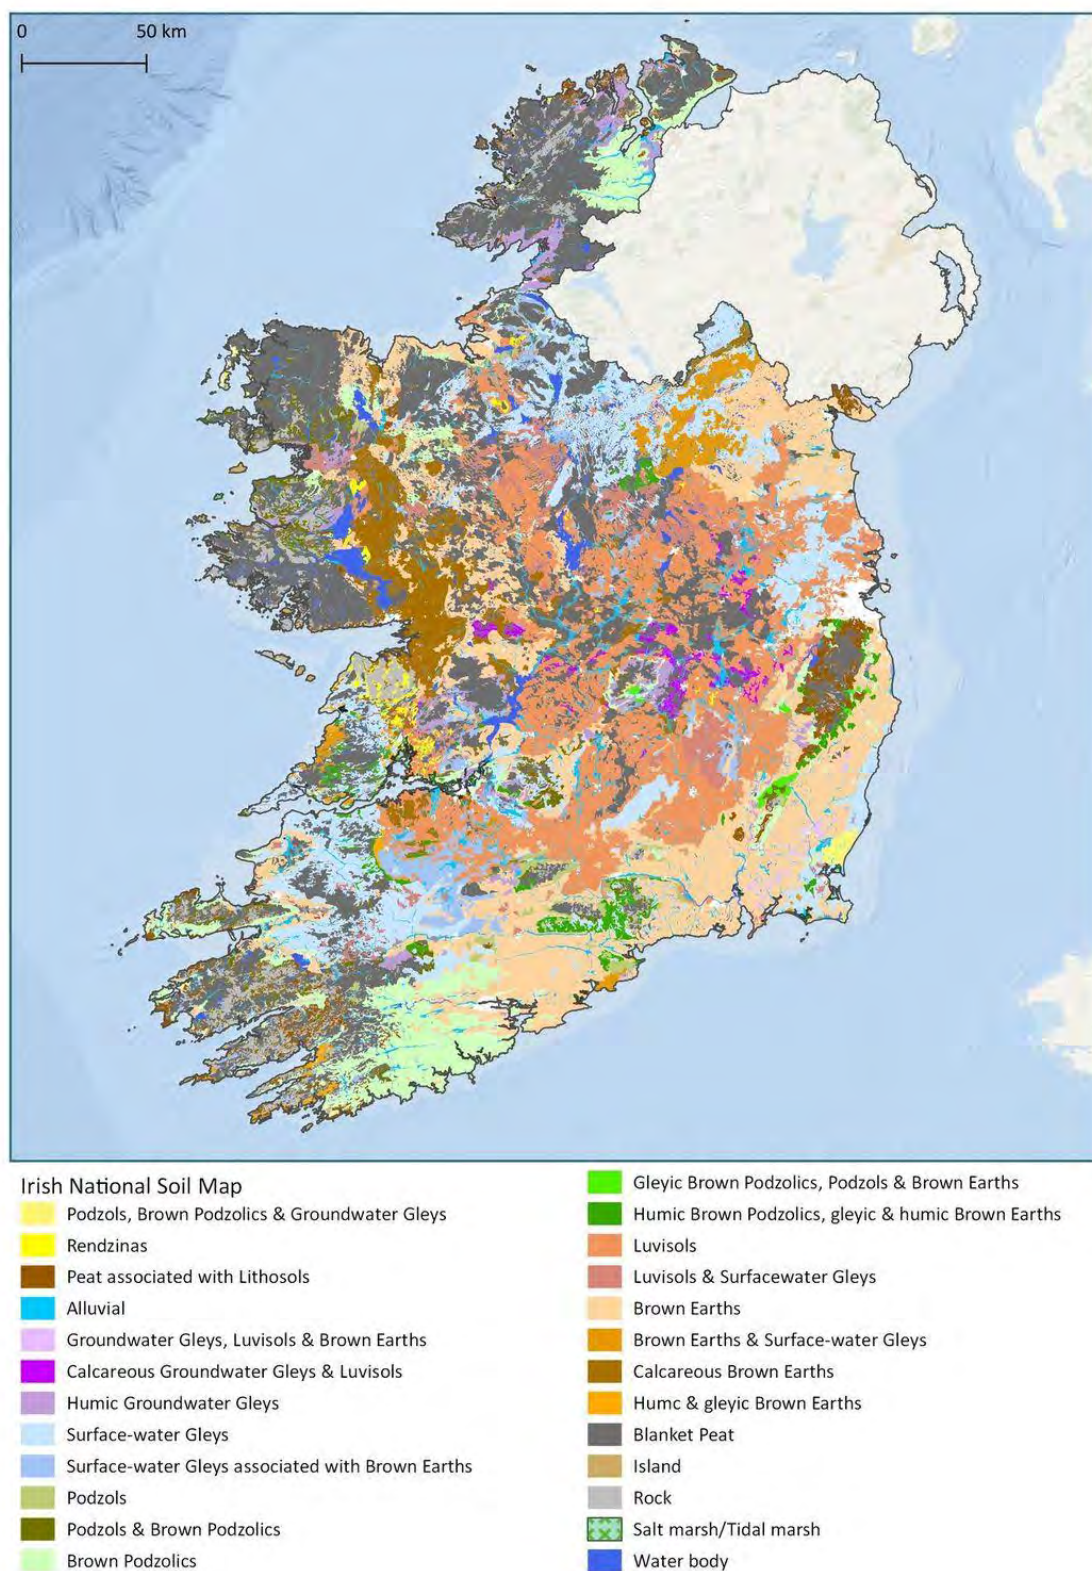 0 50 km
Irish National Soil Map
Podzols, Brown Podzolics & Groundwater Gleys
Rendzinas
Peat associated with Lithosols
Alluvial
Groundwater Gleys, Luvisols & Brown Earths
Calcareous Groundwater Gleys & Luvisols
Humic Groundwater Gleys
Surface-water Gleys
Surface-water Gleys associated with Brown Earths
Podzols
Podzols & Brown Podzolics
Brown Podzolics
Gleyic Brown Podzolics, Podzols & Brown Earths
Humic Brown Podzolics, gleyic & humic Brown Earths
Luvisols
Luvisols & Surfacewater Gleys
Brown Earths
Brown Earths & Surface-water Gleys
Calcareous Brown Earths
Humc & gleyic Brown Earths
Blanket Peat
Island
Rock
Salt marsh/Tidal marsh
Water body